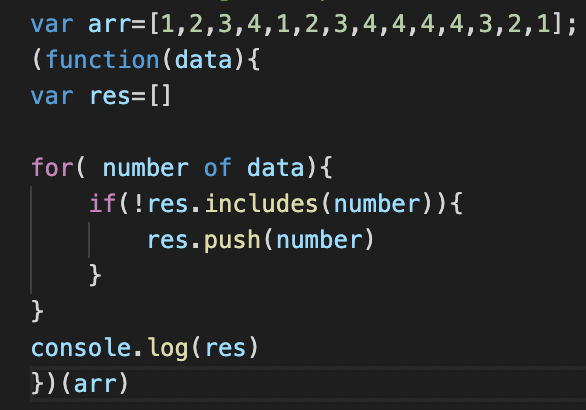 var arr=[1,2,3,4,1,2,3,4,4,4,4,3,2,1];
(function(data){
var res=[]
for( number of data){
if(!res.includes(number)){
res.push(number)
}
}
console.log(res)
})(arr)